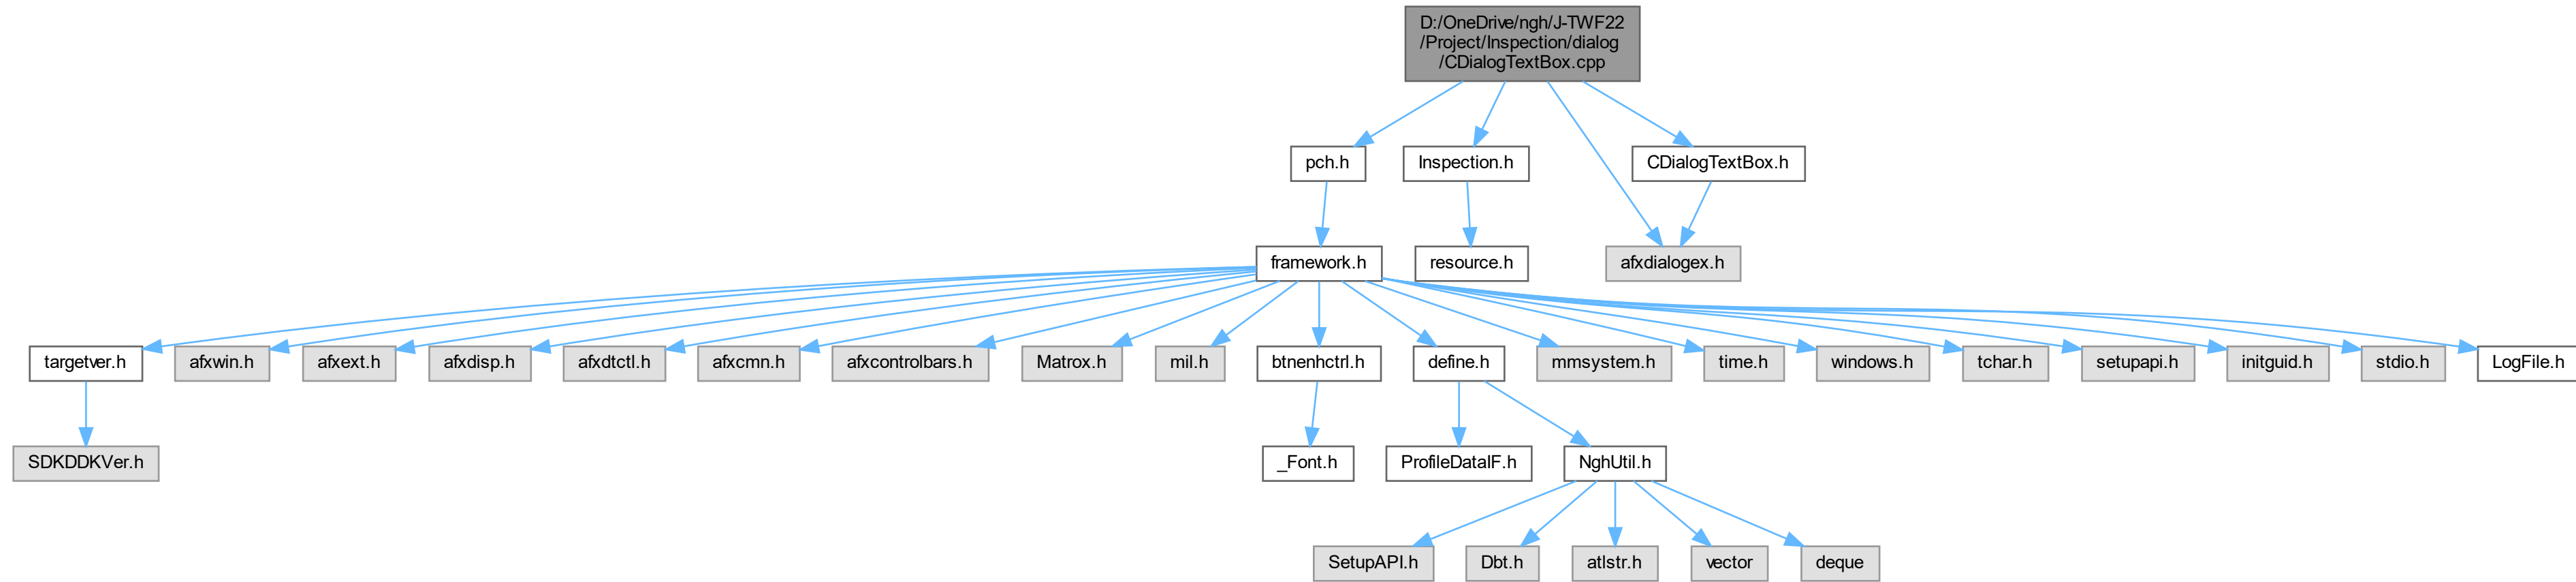 D:/OneDrive/ngh/J-TWF22
/Project/Inspection/dialog
/CDialogTextBox.cpp
pch.h
Inspection.h
CDialogTextBox.h
framework.h
resource.h
afxdialogex.h
targetver.h
afxwin.h
afxext.h
afxdisp.h
afxdtctl.h
afxcmn.h
afxcontrolbars.h
Matrox.h
mil.h
btnenhctrl.h
define.h
mmsystem.h
time.h
windows.h
tchar.h
setupapi.h
initguid.h
stdio.h
LogFile.h
SDKDDKVer.h
_Font.h
ProfileDataIF.h
NghUtil.h
SetupAPI.h
Dbt.h
atlstr.h
vector
deque